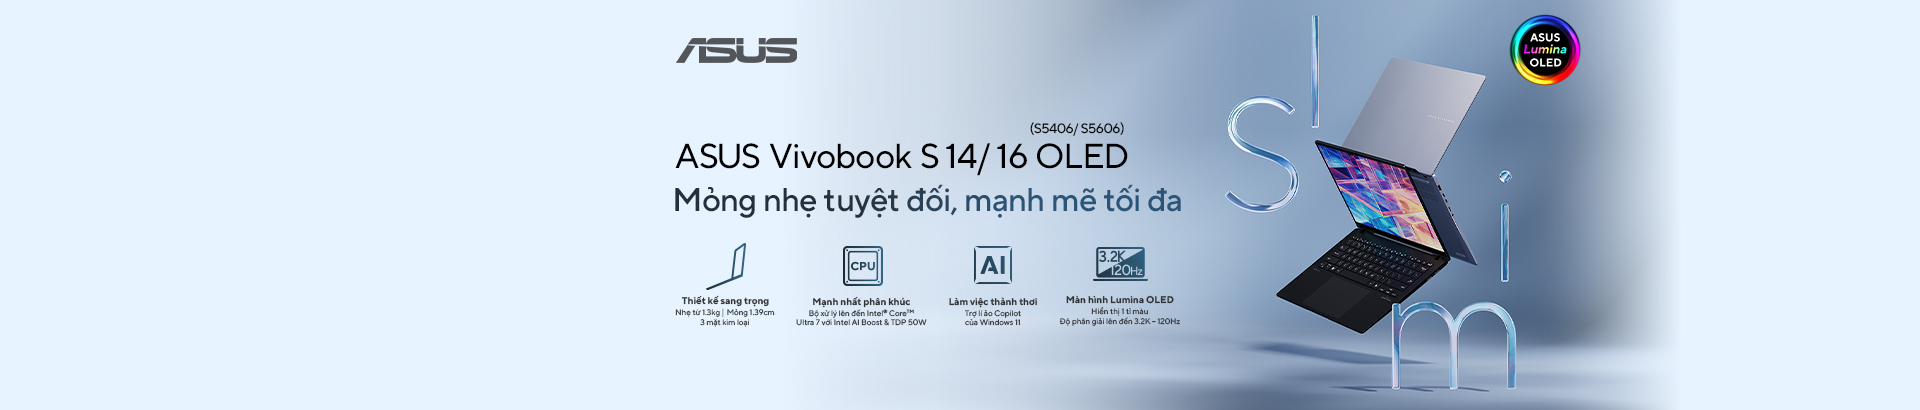 ASUS
ASUS
Lumina
OLED
Slim
(S5406/ S5606)
ASUS Vivobook S 14/ 16 OLED
Mỏng nhẹ tuyệt đối, mạnh mẽ tối đa
Thiết kế sang trọng
Nhẹ từ 1.3kg | Mỏng 1.39cm
3 mặt kim loại
CPU
Mạnh nhất phân khúc
Bộ xử lý lên đến Intel® Core™
Ultra 7 với Intel AI Boost & TDP 50W
AI
Làm việc thảnh thơi
Trợ lí ảo Copilot
của Windows 11
3.2K
120Hz
Màn hình Lumina OLED
Hiển thị 1 tỉ màu
Độ phân giải lên đến 3.2K – 120Hz